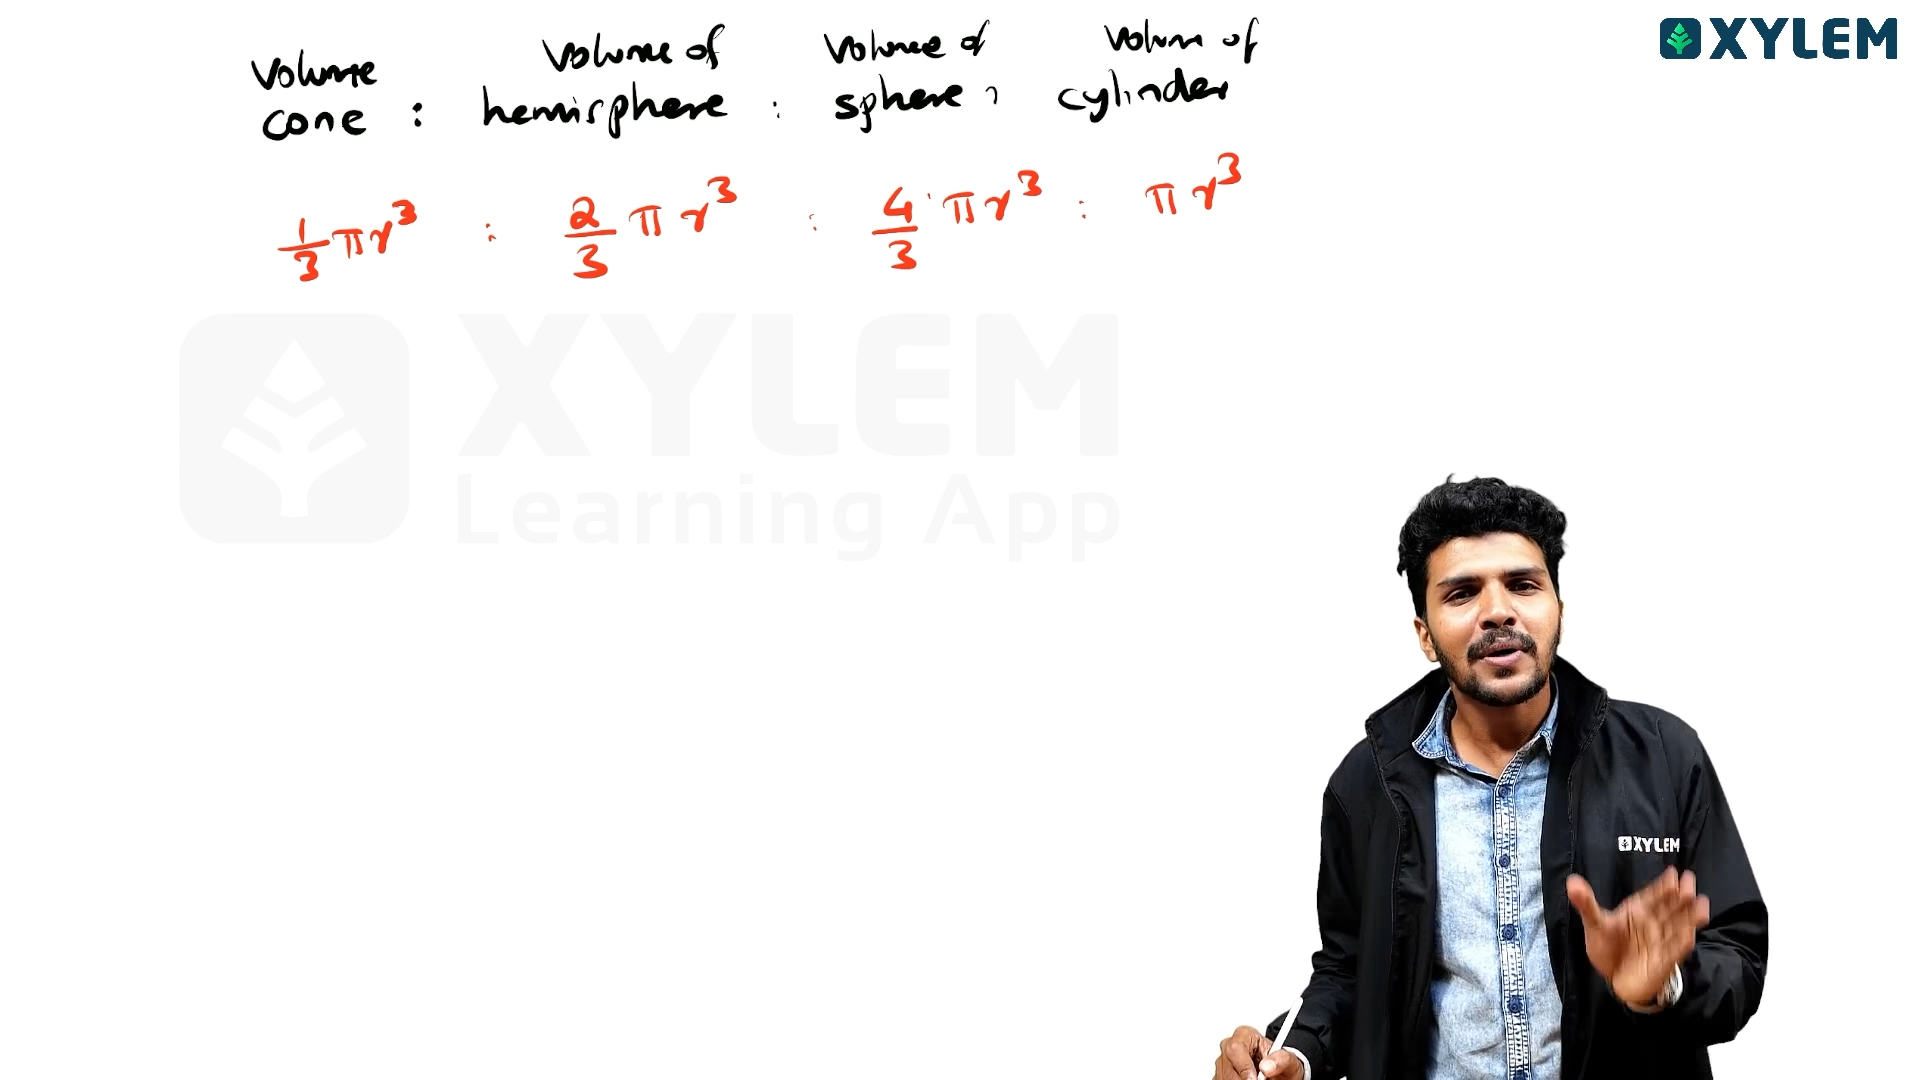 XYLEM
Volume Volume of Volume of Volum of
cone : hemisphere : sphere : cylinder
1/3 πr³ : 2/3 πr³ : 4/3 πr³ : πr³
XYLEM
Learning App
XYLEM